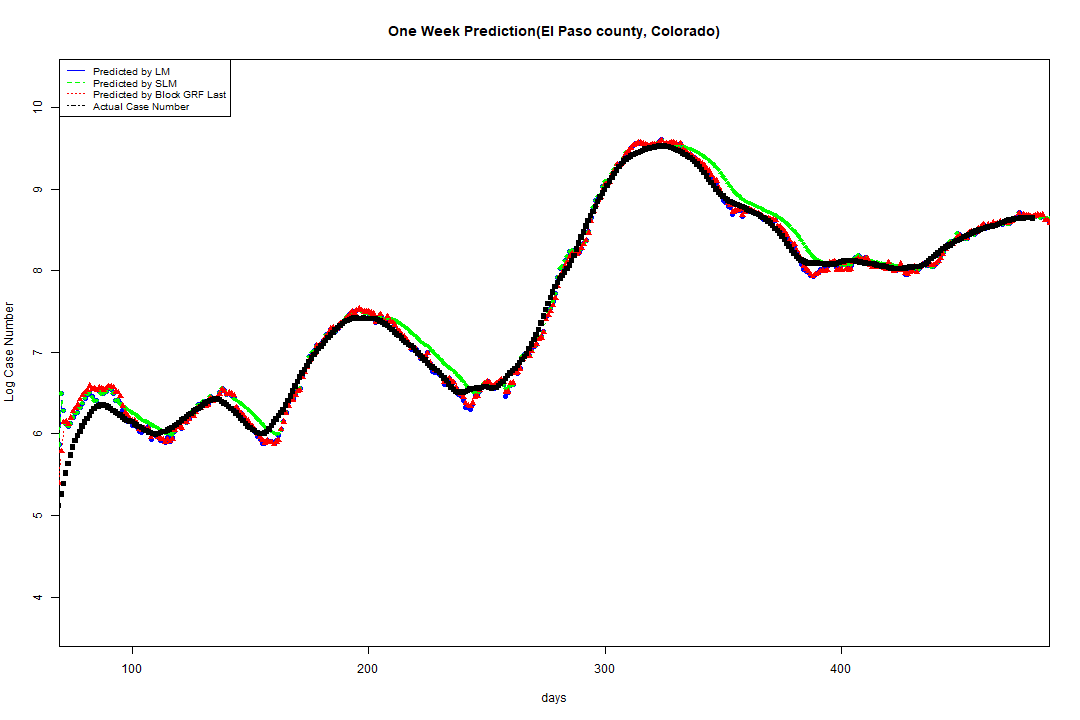 One Week Prediction(El Paso county, Colorado)
Predicted by LM
Predicted by SLM
Predicted by Block GRF Last
Actual Case Number
10
9
8
7
6
5
4
Log Case Number
100 200 300 400
days